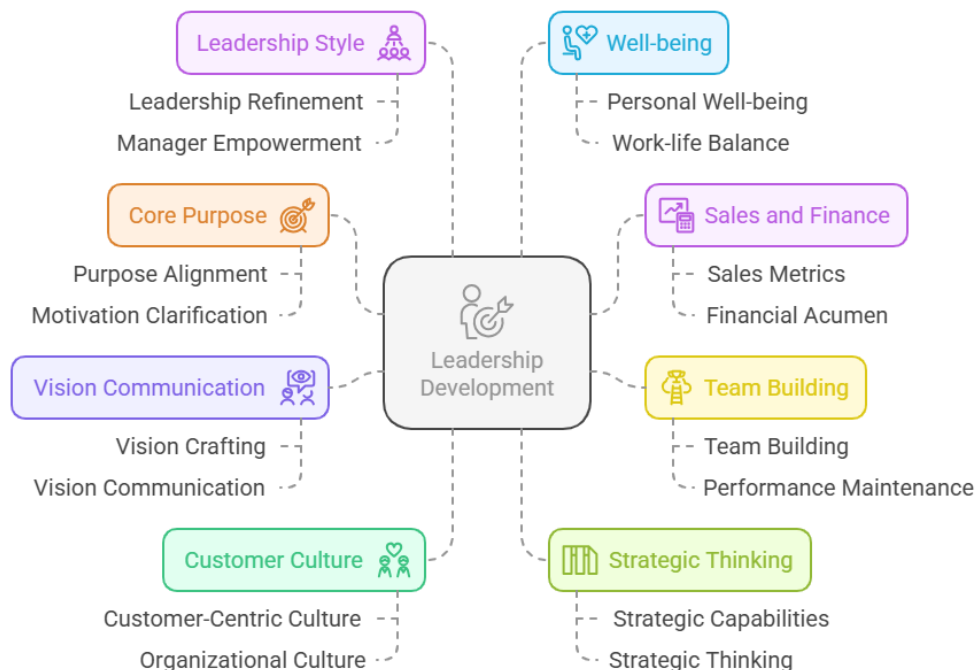 Leadership Style
Leadership Refinement
Manager Empowerment
Well-being
Personal Well-being
Work-life Balance
Core Purpose
Purpose Alignment
Motivation Clarification
Sales and Finance
Sales Metrics
Financial Acumen
Leadership
Development
Vision Communication
Vision Crafting
Vision Communication
Team Building
Team Building
Performance Maintenance
Customer Culture
Customer-Centric Culture
Organizational Culture
Strategic Thinking
Strategic Capabilities
Strategic Thinking